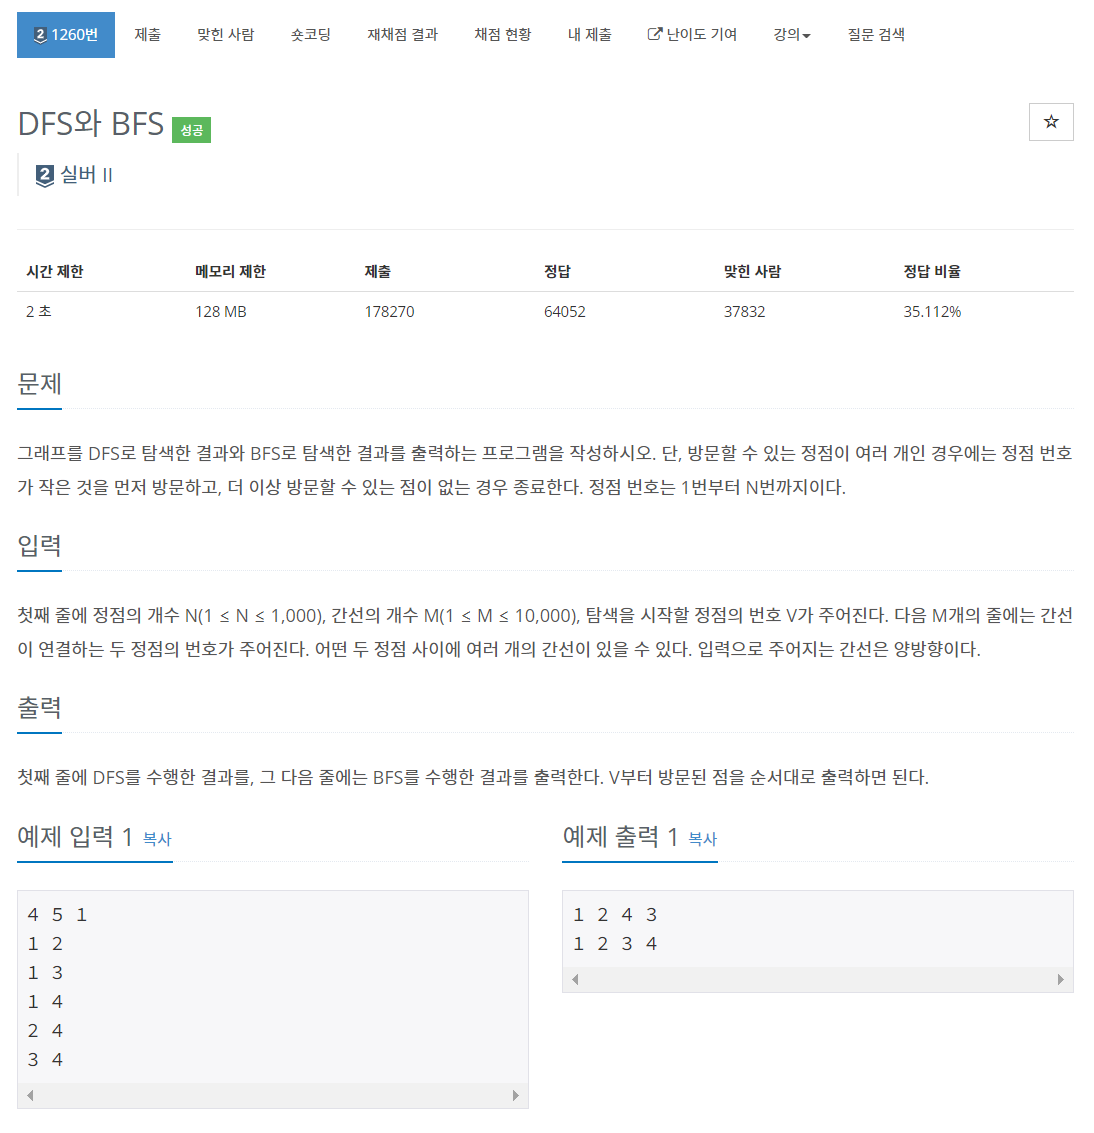 2 1260번 제출 맞힌 사람 숏코딩 재채점 결과 채점 현황 내 제출 난이도 기여 강의 질문 검색
DFS와 BFS 성공
2 실버 II
시간 제한 메모리 제한 제출 정답 맞힌 사람 정답 비율
2 초 128 MB 178270 64052 37832 35.112%
문제
그래프를 DFS로 탐색한 결과와 BFS로 탐색한 결과를 출력하는 프로그램을 작성하시오. 단, 방문할 수 있는 정점이 여러 개인 경우에는 정점 번호
가 작은 것을 먼저 방문하고, 더 이상 방문할 수 있는 점이 없는 경우 종료한다. 정점 번호는 1번부터 N번까지이다.
입력
첫째 줄에 정점의 개수 N(1 ≤ N ≤ 1,000), 간선의 개수 M(1 ≤ M ≤ 10,000), 탐색을 시작할 정점의 번호 V가 주어진다. 다음 M개의 줄에는 간선
이 연결하는 두 정점의 번호가 주어진다. 어떤 두 정점 사이에 여러 개의 간선이 있을 수 있다. 입력으로 주어지는 간선은 양방향이다.
출력
첫째 줄에 DFS를 수행한 결과를, 그 다음 줄에는 BFS를 수행한 결과를 출력한다. V부터 방문된 점을 순서대로 출력하면 된다.
예제 입력 1 복사
4 5 1
1 2
1 3
1 4
2 4
3 4
예제 출력 1 복사
1 2 4 3
1 2 3 4